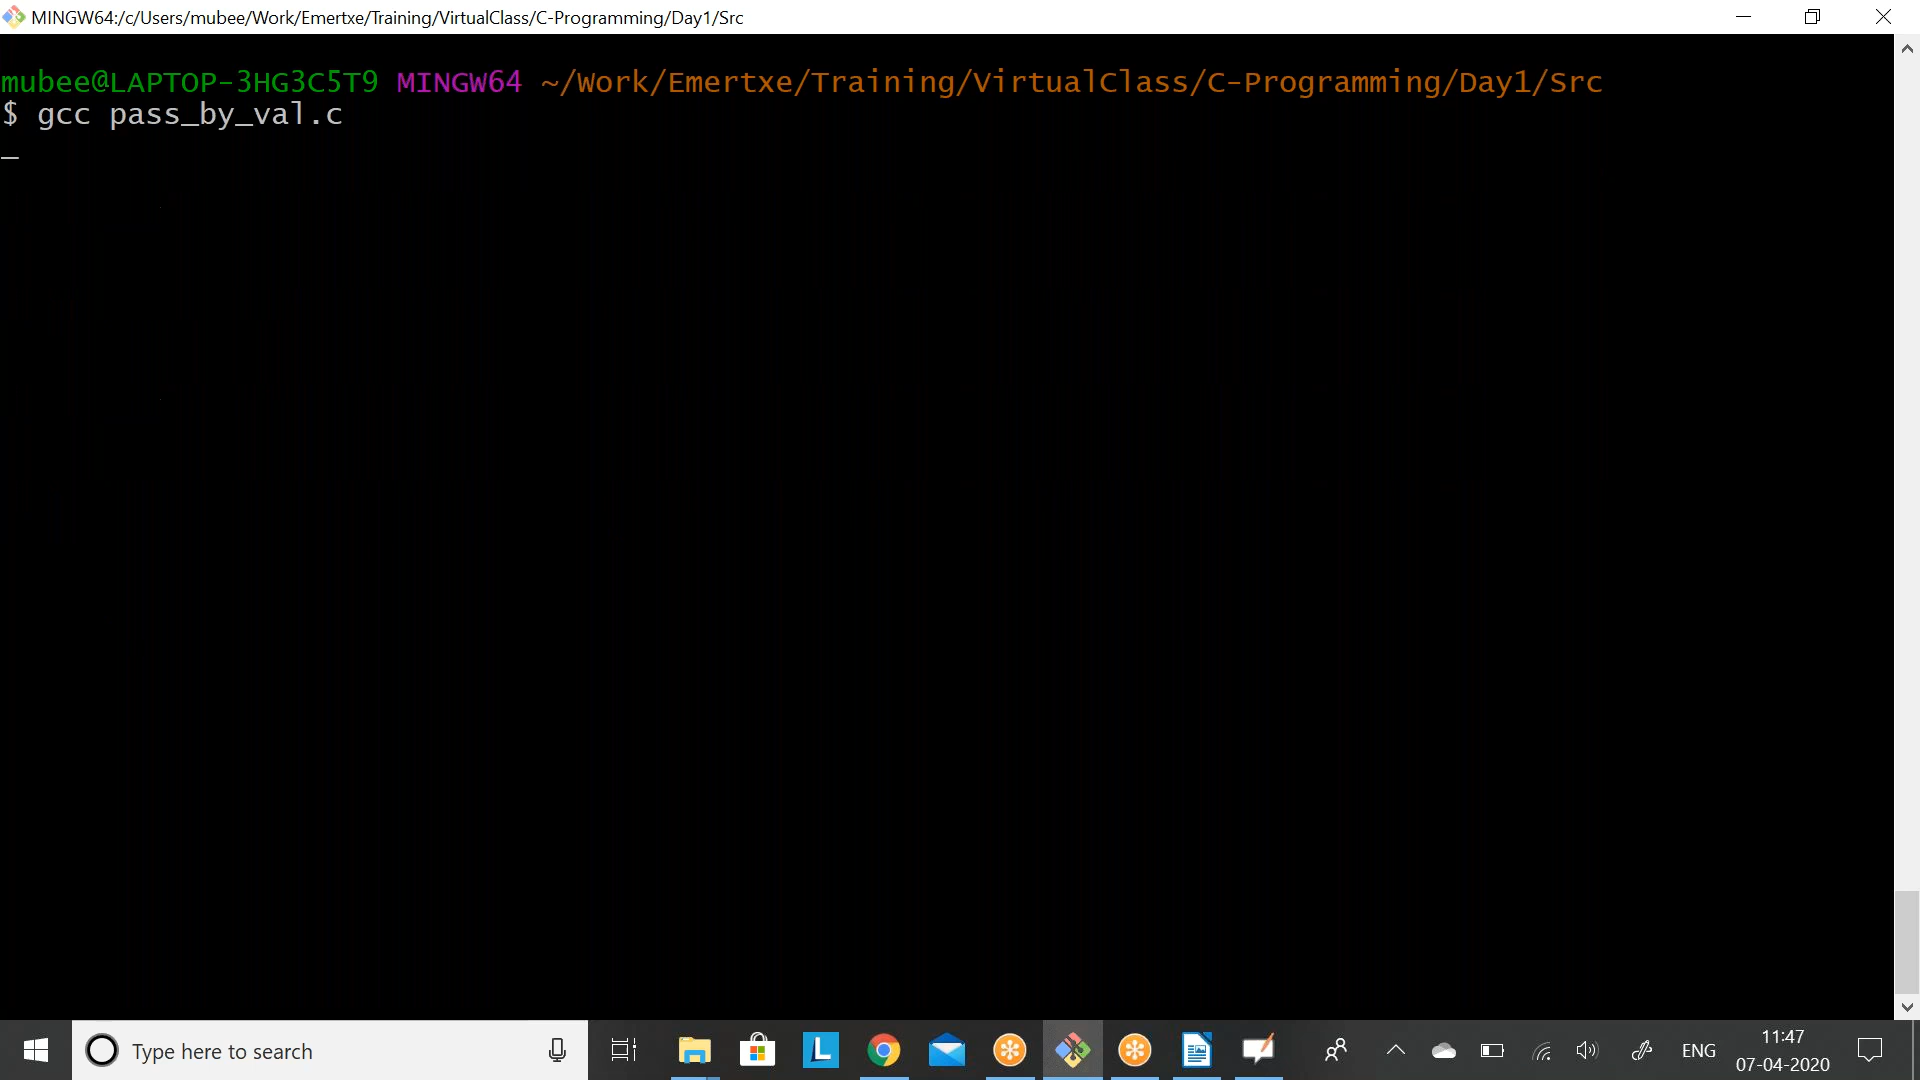 MINGW64:/c/Users/mubee/Work/Emertxe/Training/VirtualClass/C-Programming/Day1/Src
mubee@LAPTOP-3HG3C5T9 MINGW64 ~/Work/Emertxe/Training/VirtualClass/C-Programming/Day1/Src
$ gcc pass_by_val.c
Type here to search
L
ENG
11:47
07-04-2020